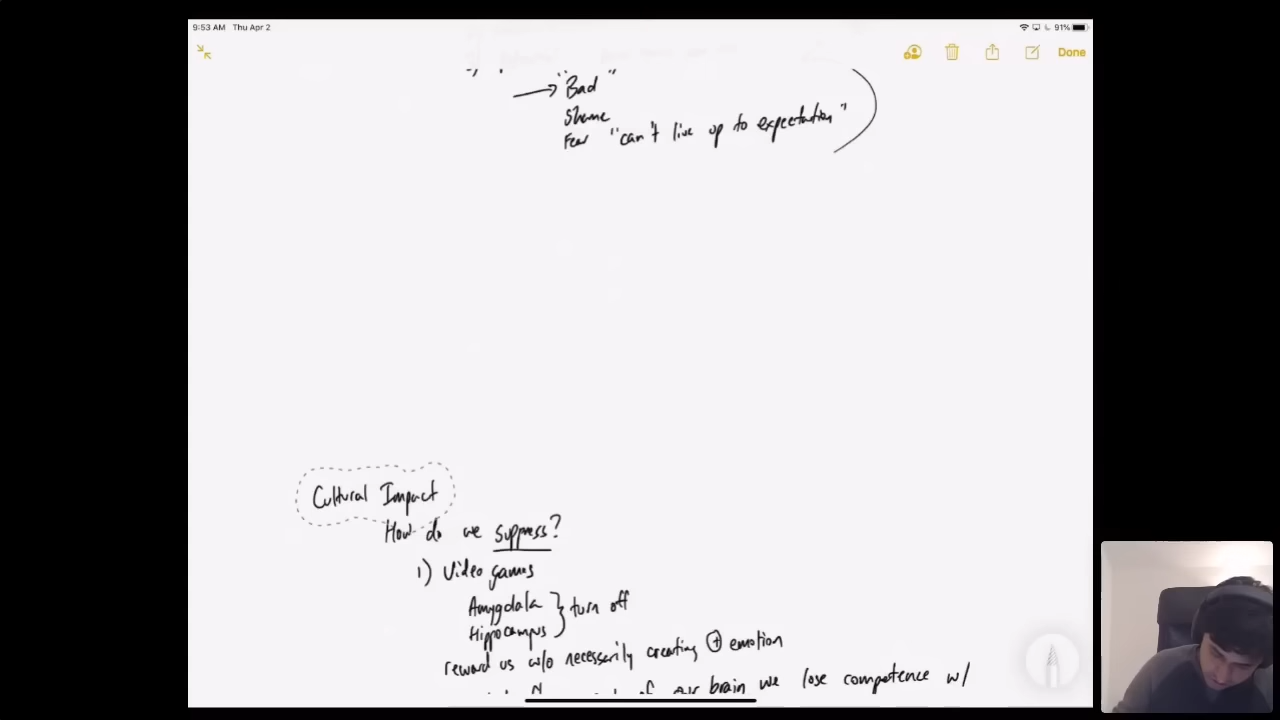 9:53 AM Thu Apr 2
91%
Done
"Bad"
Shame
Fear "can't live up to expectation"
Cultural Impact
How do we suppress?
1) Video games
Amygdala
Hippocampus
turn off
reward us w/o necessarily creating + emotion
of our brain we lose competence w/